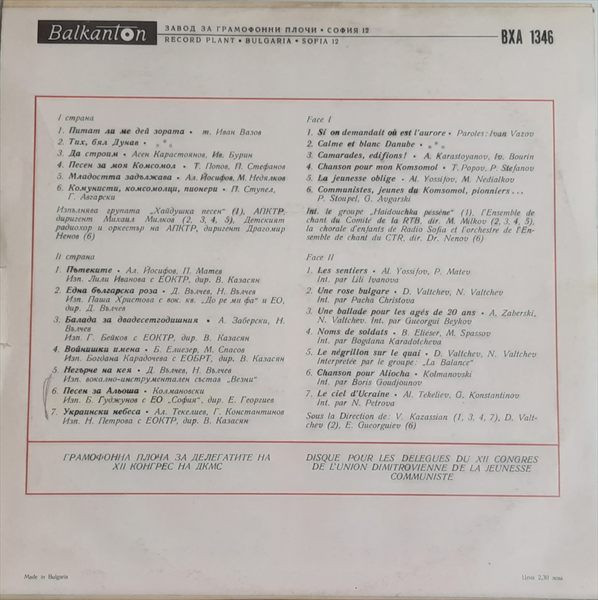 Balkanton
ЗАВОД ЗА ГРАМОФОННИ ПЛОЧИ • СОФИЯ 12
RECORD PLANT • BULGARIA • SOFIA 12
ВХА 1346
I страна
1. Питат ли ме дей зората • т. Иван Вазов
2. Тих, бял Дунав • * * *
3. Да строим • Асен Карастоянов, Ив. Бурин
4. Песен за моя Комсомол • Т. Попов, П. Стефанов
5. Младостта задължава • Ал. Йосифов, М. Недялков
6. Комунисти, комсомолци, пионери • П. Ступел,
Г. Авгарски
Изпълнява групата „Хайдушка песен" (1), АПКТР,
диригент Михаил Милков (2, 3, 4, 5), Детският
радиохор и оркестър на АПКТР, диригент Драгомир
Ненов (6)
II страна
1. Пътеките • Ал. Йосифов, П. Матев
Изп. Лили Иванова с ЕОКТР, дир. В. Казасян
2. Една българска роза • Д. Вълчев, Н. Вълчев
Изп. Паша Христова с вок. кв. „До ре ми фа" и ЕО,
дир. Д. Вълчев
3. Балада за двадесетгодишния • А. Заберски, Н.
Вълчев
Изп. Г. Бейков с ЕОКТР, дир. В. Казасян
4. Войнишки имена • Б. Елиезер, М. Спасов
Изп. Богдана Карадочева с ЕОБРТ, дир. В. Казасян
5. Негърче на кея • Д. Вълчев, Н. Вълчев
Изп. вокално-инструментален състав „Везни"
6. Песен за Альоша • Колмановски
Изп. Б. Гуджунов с ЕО „София", дир. Е. Георгиев
7. Украински небеса • Ал. Текелиев, Г. Константинов
Изп. Н. Петрова с ЕОКТР, дир. В. Казасян
Face I
1. Si on demandait où est l'aurore • Paroles: Ivan Vazov
2. Calme et blanc Danube • * * *
3. Camarades, edifions! • A. Karastoyanov, Iv. Bourin
4. Chanson pour mon Komsomol • T. Popov, P. Stefanov
5. La jeunesse oblige • Al. Yossifov, M. Nedialkov
6. Communistes, jeunes du Komsomol, pionniers...
P. Stoupel, G. Avgarski
Int. le groupe „Haidouchka pessène" (1), l'Ensemble
de chant du Comité de la RTB, dir. M. Milkov (2, 3, 4, 5),
la chorale d'enfants de Radio Sofia et l'orchestre de l'En-
semble de chant du CTR, dir. Dr. Nenov (6)
Face II
1. Les sentiers • Al. Yossifov, P. Matev
Int. par Lili Ivanova
2. Une rose bulgare • D. Valtchev, N. Valtchev
Int. par Pacha Christova
3. Une ballade pour les agés de 20 ans • A. Zaberski,
N. Valtchev. Int. par Gueorgui Beykov
4. Noms de soldats • B. Elieser, M. Spassov
Int. par Bogdana Karadotcheva
5. Le négrillon sur le quai • D. Valtchev, N. Valtchev
Interpretée par le groupe: „La Balance"
6. Chanson pour Aliocha • Kolmanovski
Int. par Boris Goudjounov
7. Le ciel d'Ucraine • Al. Tekeliev, G. Konstantinov
Int. par N. Petrova
Sous la Direction de: V. Kazassian (1, 3, 4, 7), D. Valt-
chev (2), E. Gueorguiev (6)
ГРАМОФОННА ПЛОЧА ЗА ДЕЛЕГАТИТЕ НА
XII КОНГРЕС НА ДКМС
DISQUE POUR LES DELEGUES DU XII CONGRES
DE L'UNION DIMITROVIENNE DE LA JEUNESSE
COMMUNISTE
Made in Bulgaria
Цена 2,30 лева